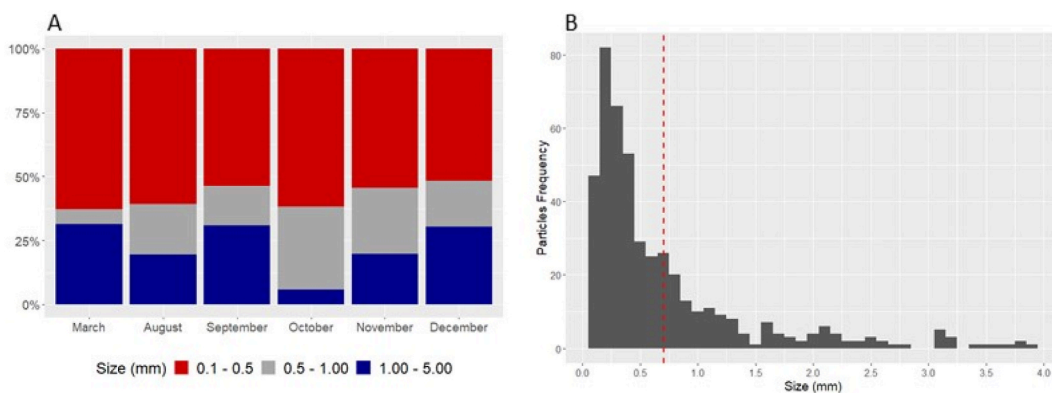 A
100%
75%
50%
25%
0%
March August September October November December
Size (mm) 0.1 - 0.5 0.5 - 1.00 1.00 - 5.00
B
Particles Frequency
80
60
40
20
0
0.0 0.5 1.0 1.5 2.0 2.5 3.0 3.5 4.0
Size (mm)